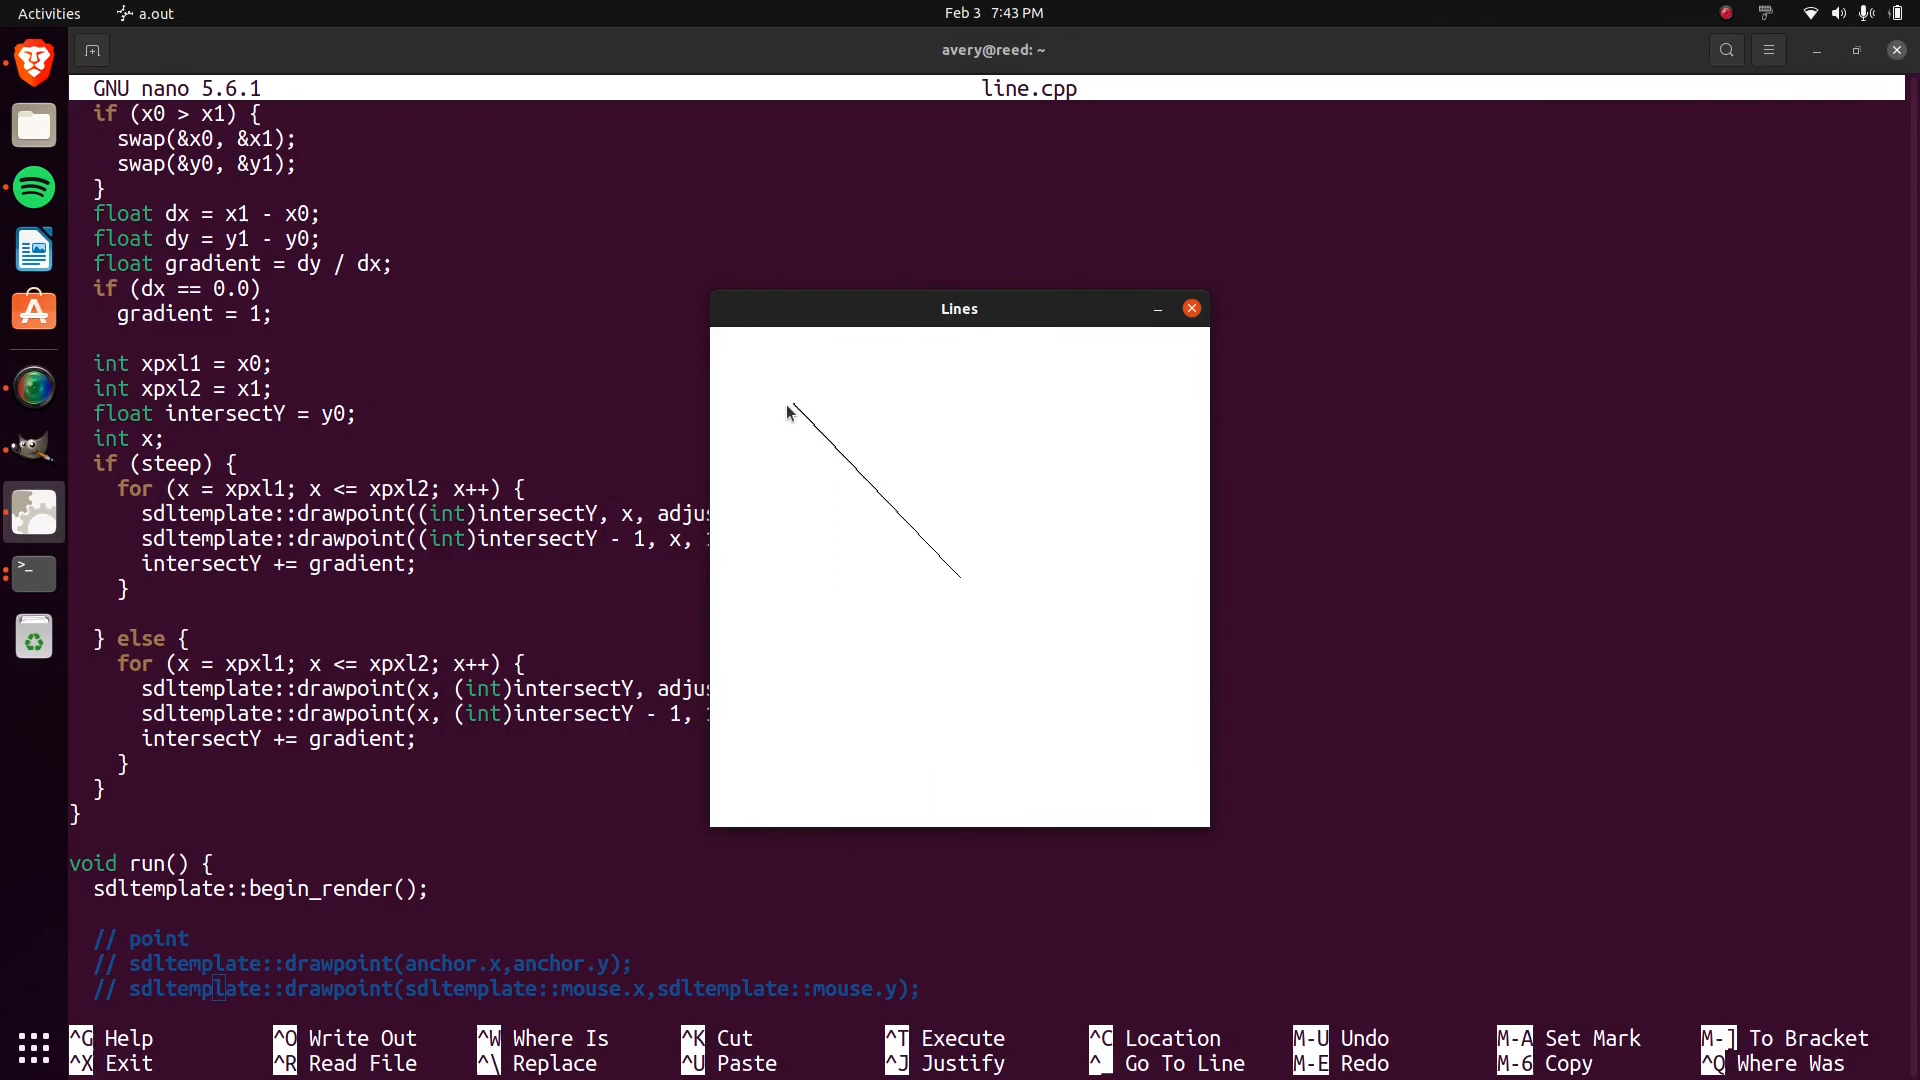 Activities
a.out
Feb 3 7:43 PM
avery@reed: ~
GNU nano 5.6.1
line.cpp
if (x0 > x1) {
swap(&x0, &x1);
swap(&y0, &y1);
}
float dx = x1 - x0;
float dy = y1 - y0;
float gradient = dy / dx;
if (dx == 0.0)
gradient = 1;
int xpxl1 = x0;
int xpxl2 = x1;
float intersectY = y0;
int x;
if (steep) {
for (x = xpxl1; x <= xpxl2; x++) {
sdltemplate::drawpoint((int)intersectY, x,
sdltemplate::drawpoint((int)intersectY - 1, x,
intersectY += gradient;
}
} else {
for (x = xpxl1; x <= xpxl2; x++) {
sdltemplate::drawpoint(x, (int)intersectY,
sdltemplate::drawpoint(x, (int)intersectY - 1,
intersectY += gradient;
}
}
}
void run() {
sdltemplate::begin_render();
// point
// sdltemplate::drawpoint(anchor.x,anchor.y);
// sdltemplate::drawpoint(sdltemplate::mouse.x,sdltemplate::mouse.y);
Lines
^G Help ^O Write Out ^W Where Is ^K Cut ^T Execute ^C Location M-U Undo M-A Set Mark M-] To Bracket
^X Exit ^R Read File ^\ Replace ^U Paste ^J Justify ^_ Go To Line M-E Redo M-6 Copy ^Q Where Was